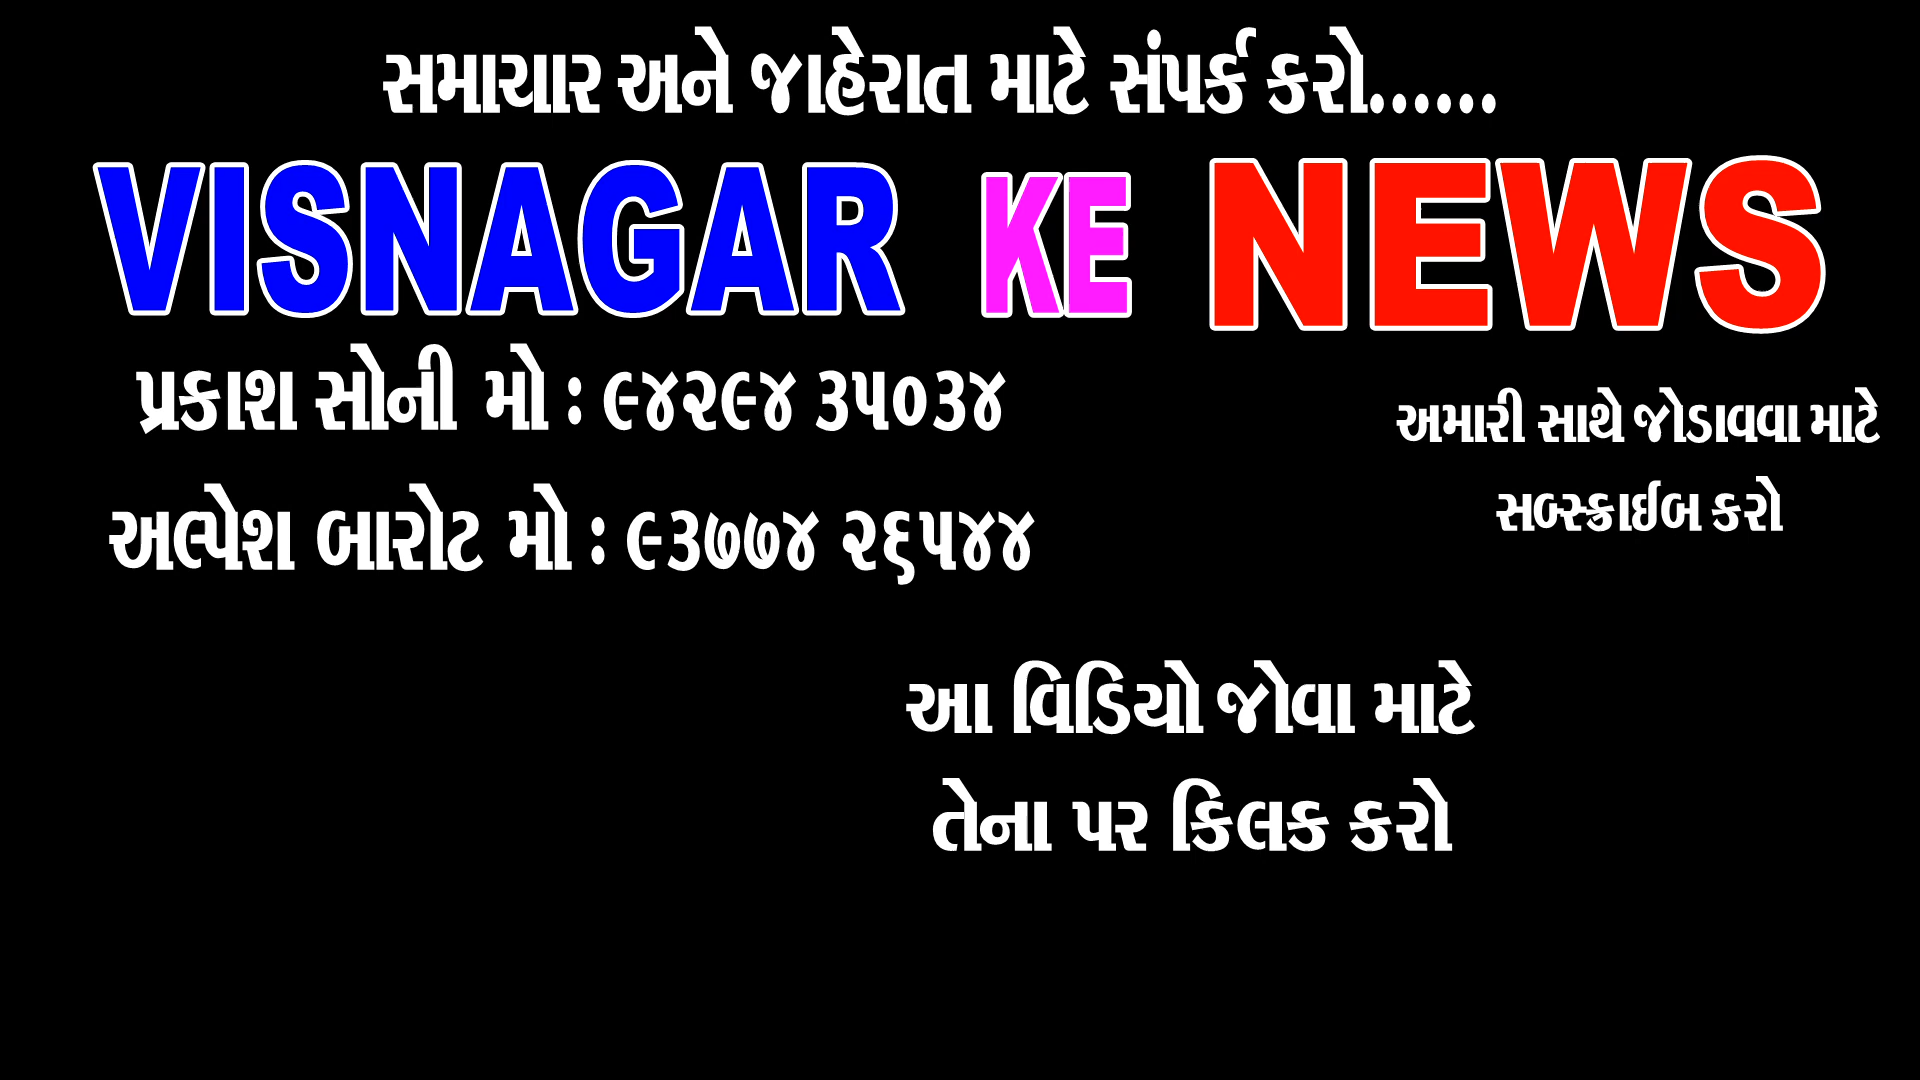 સમાચાર અને જાહેરાત માટે સંપર્ક કરો......
VISNAGAR KE NEWS
પ્રકાશ સોની મો : ૯૪૨૯૪ ૩૫૦૩૪
અલ્પેશ બારોટ મો : ૯૩૭૭૪ ૨૬૫૪૪
અમારી સાથે જોડાવવા માટે
સબ્સ્ક્રાઈબ કરો
આ વિડિયો જોવા માટે
તેના પર કિલક કરો